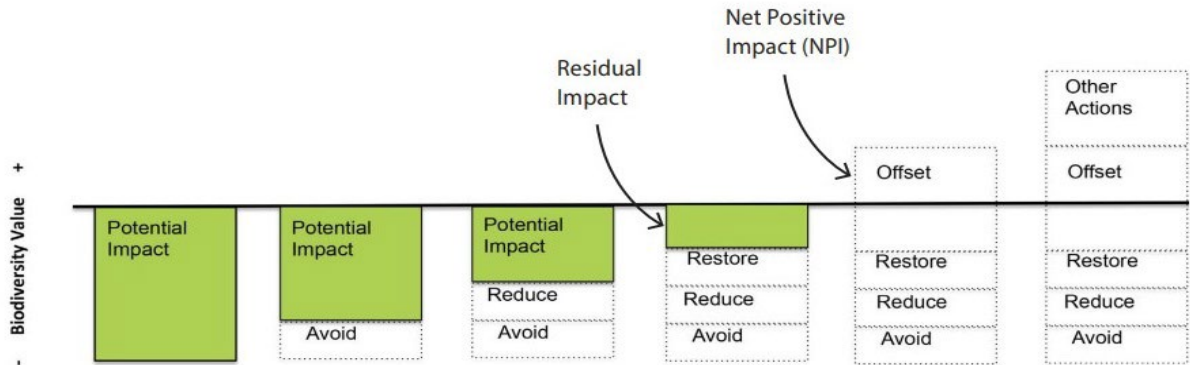 Net Positive
Impact (NPI)
Residual
Impact
Other
Actions
Offset
Offset
+
Biodiversity Value
-
Potential
Impact
Potential
Impact
Potential
Impact
Restore
Restore
Restore
Reduce
Reduce
Reduce
Reduce
Avoid
Avoid
Avoid
Avoid
Avoid